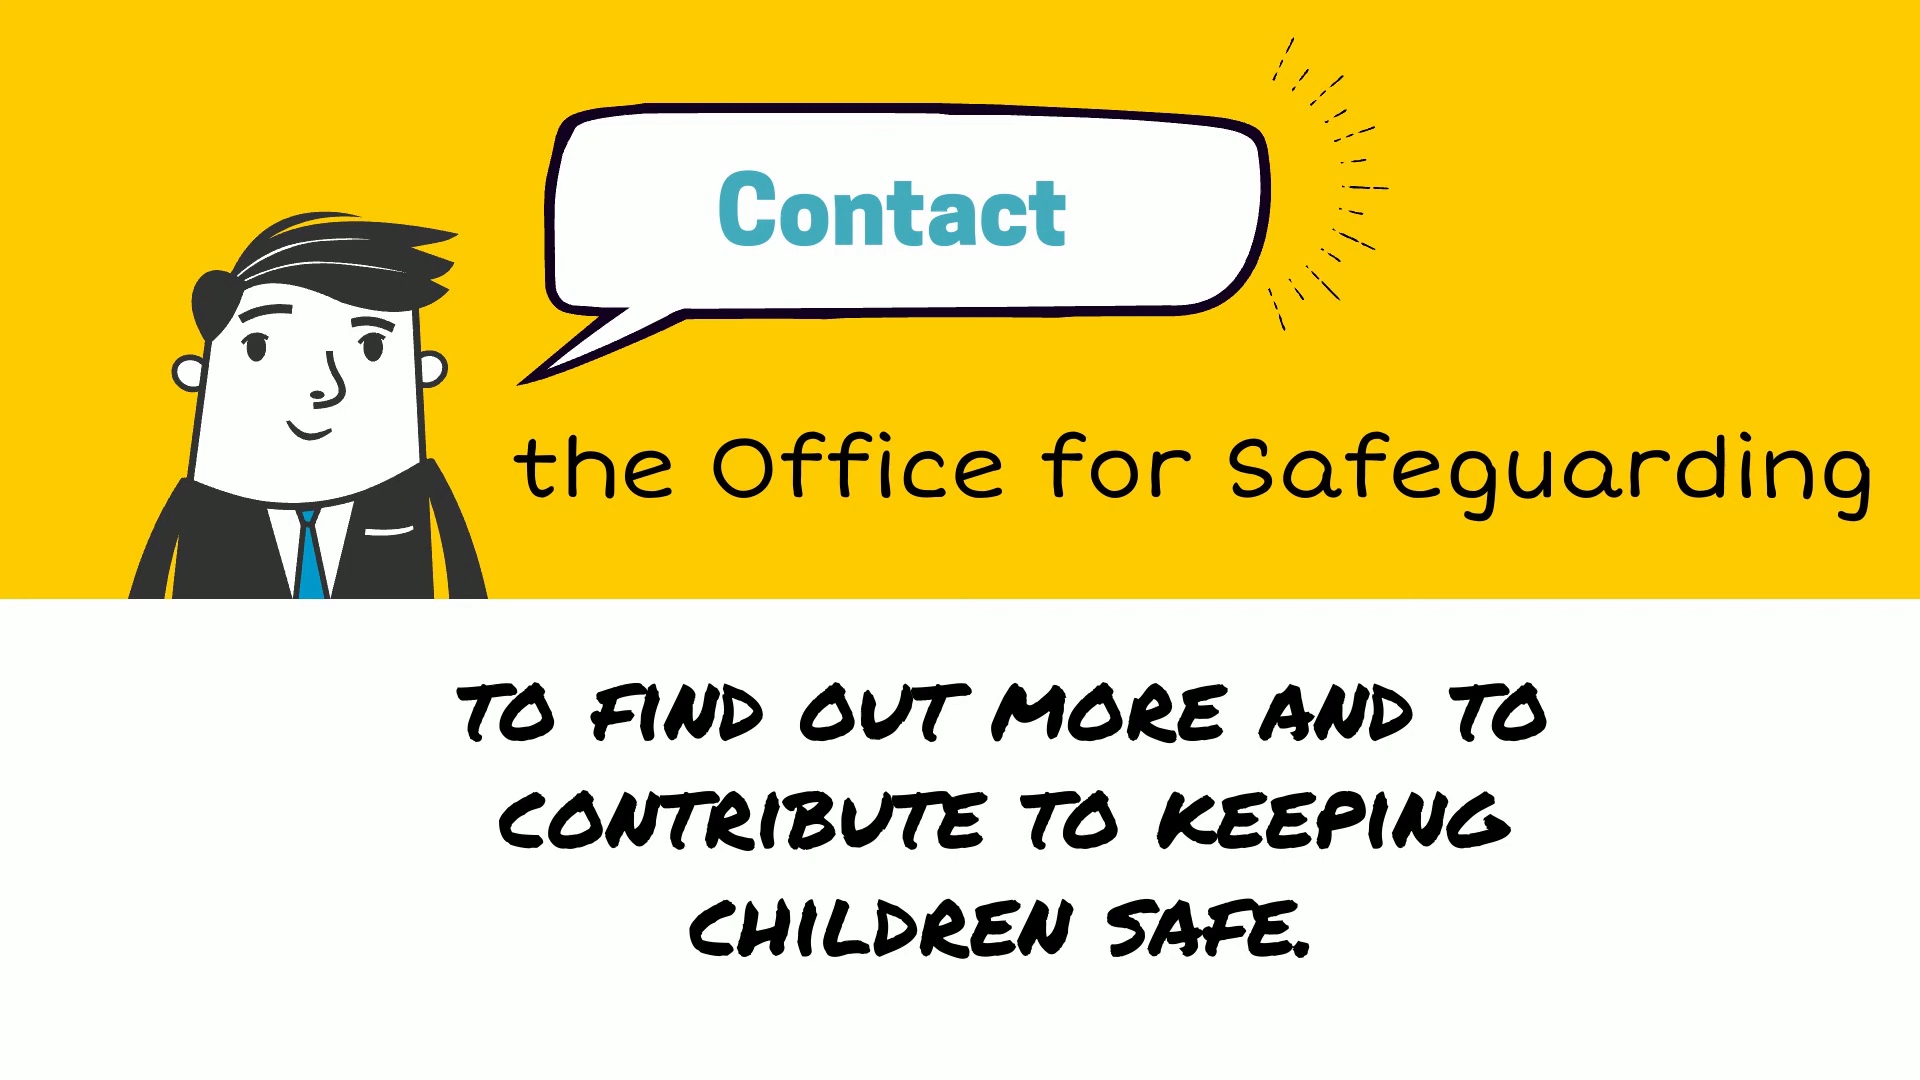 Contact
the Office for Safeguarding
TO FIND OUT MORE AND TO
CONTRIBUTE TO KEEPING
CHILDREN SAFE.